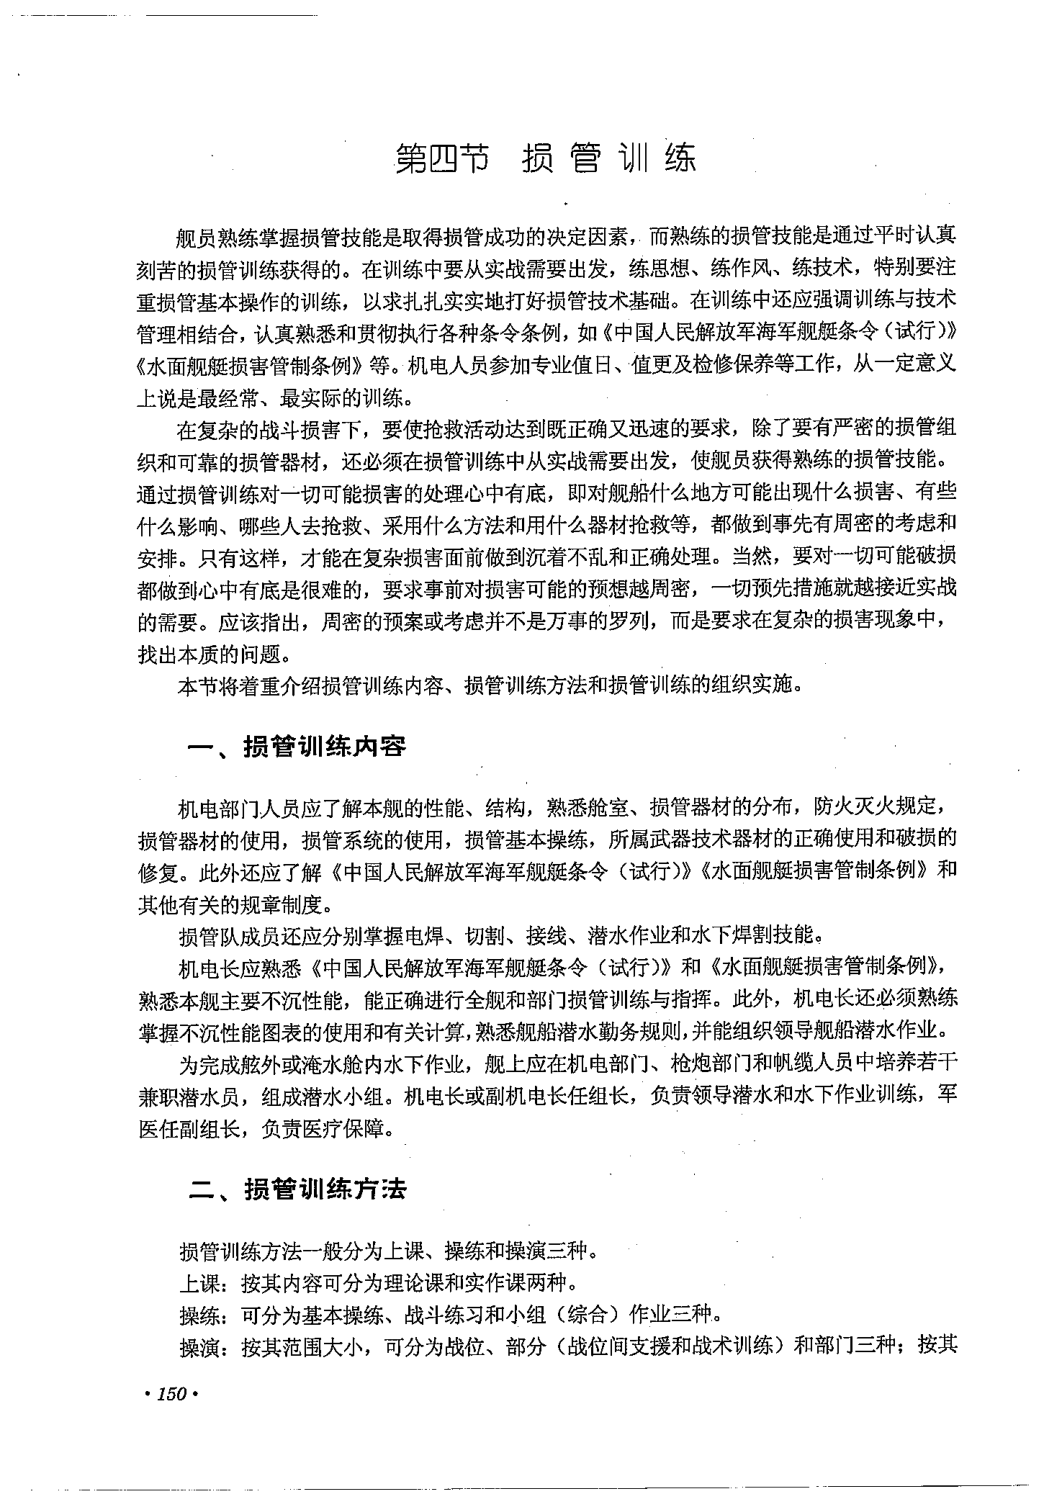 第四节 损管训练
舰员熟练掌握损管技能是取得损管成功的决定因素，而熟练的损管技能是通过平时认真
刻苦的损管训练获得的。在训练中要从实战需要出发，练思想、练作风、练技术，特别要注
重损管基本操作的训练，以求扎扎实实地打好损管技术基础。在训练中还应强调训练与技术
管理相结合，认真熟悉和贯彻执行各种条令条例，如《中国人民解放军海军舰艇条令（试行）》
《水面舰艇损害管制条例》等。机电人员参加专业值日、值更及检修保养等工作，从一定意义
上说是最经常、最实际的训练。
在复杂的战斗损害下，要使抢救活动达到既正确又迅速的要求，除了要有严密的损管组
织和可靠的损管器材，还必须在损管训练中从实战需要出发，使舰员获得熟练的损管技能。
通过损管训练对一切可能损害的处理心中有底，即对舰船什么地方可能出现什么损害、有些
什么影响、哪些人去抢救、采用什么方法和用什么器材抢救等，都做到事先有周密的考虑和
安排。只有这样，才能在复杂损害面前做到沉着不乱和正确处理。当然，要对一切可能破损
都做到心中有底是很难的，要求事前对损害可能的预想越周密，一切预先措施就越接近实战
的需要。应该指出，周密的预案或考虑并不是万事的罗列，而是要求在复杂的损害现象中，
找出本质的问题。
本节将着重介绍损管训练内容、损管训练方法和损管训练的组织实施。
一、损管训练内容
机电部门人员应了解本舰的性能、结构，熟悉舱室、损管器材的分布，防火灭火规定，
损管器材的使用，损管系统的使用，损管基本操练，所属武器技术器材的正确使用和破损的
修复。此外还应了解《中国人民解放军海军舰艇条令（试行）》《水面舰艇损害管制条例》和
其他有关的规章制度。
损管队成员还应分别掌握电焊、切割、接线、潜水作业和水下焊割技能。
机电长应熟悉《中国人民解放军海军舰艇条令（试行）》和《水面舰艇损害管制条例》，
熟悉本舰主要不沉性能，能正确进行全舰和部门损管训练与指挥。此外，机电长还必须熟练
掌握不沉性能图表的使用和有关计算，熟悉舰船潜水勤务规则，并能组织领导舰船潜水作业。
为完成舷外或淹水舱内水下作业，舰上应在机电部门、枪炮部门和帆缆人员中培养若干
兼职潜水员，组成潜水小组。机电长或副机电长任组长，负责领导潜水和水下作业训练，军
医任副组长，负责医疗保障。
二、损管训练方法
损管训练方法一般分为上课、操练和操演三种。
上课：按其内容可分为理论课和实作课两种。
操练：可分为基本操练、战斗练习和小组（综合）作业三种。
操演：按其范围大小，可分为战位、部分（战位间支援和战术训练）和部门三种；按其
·150·